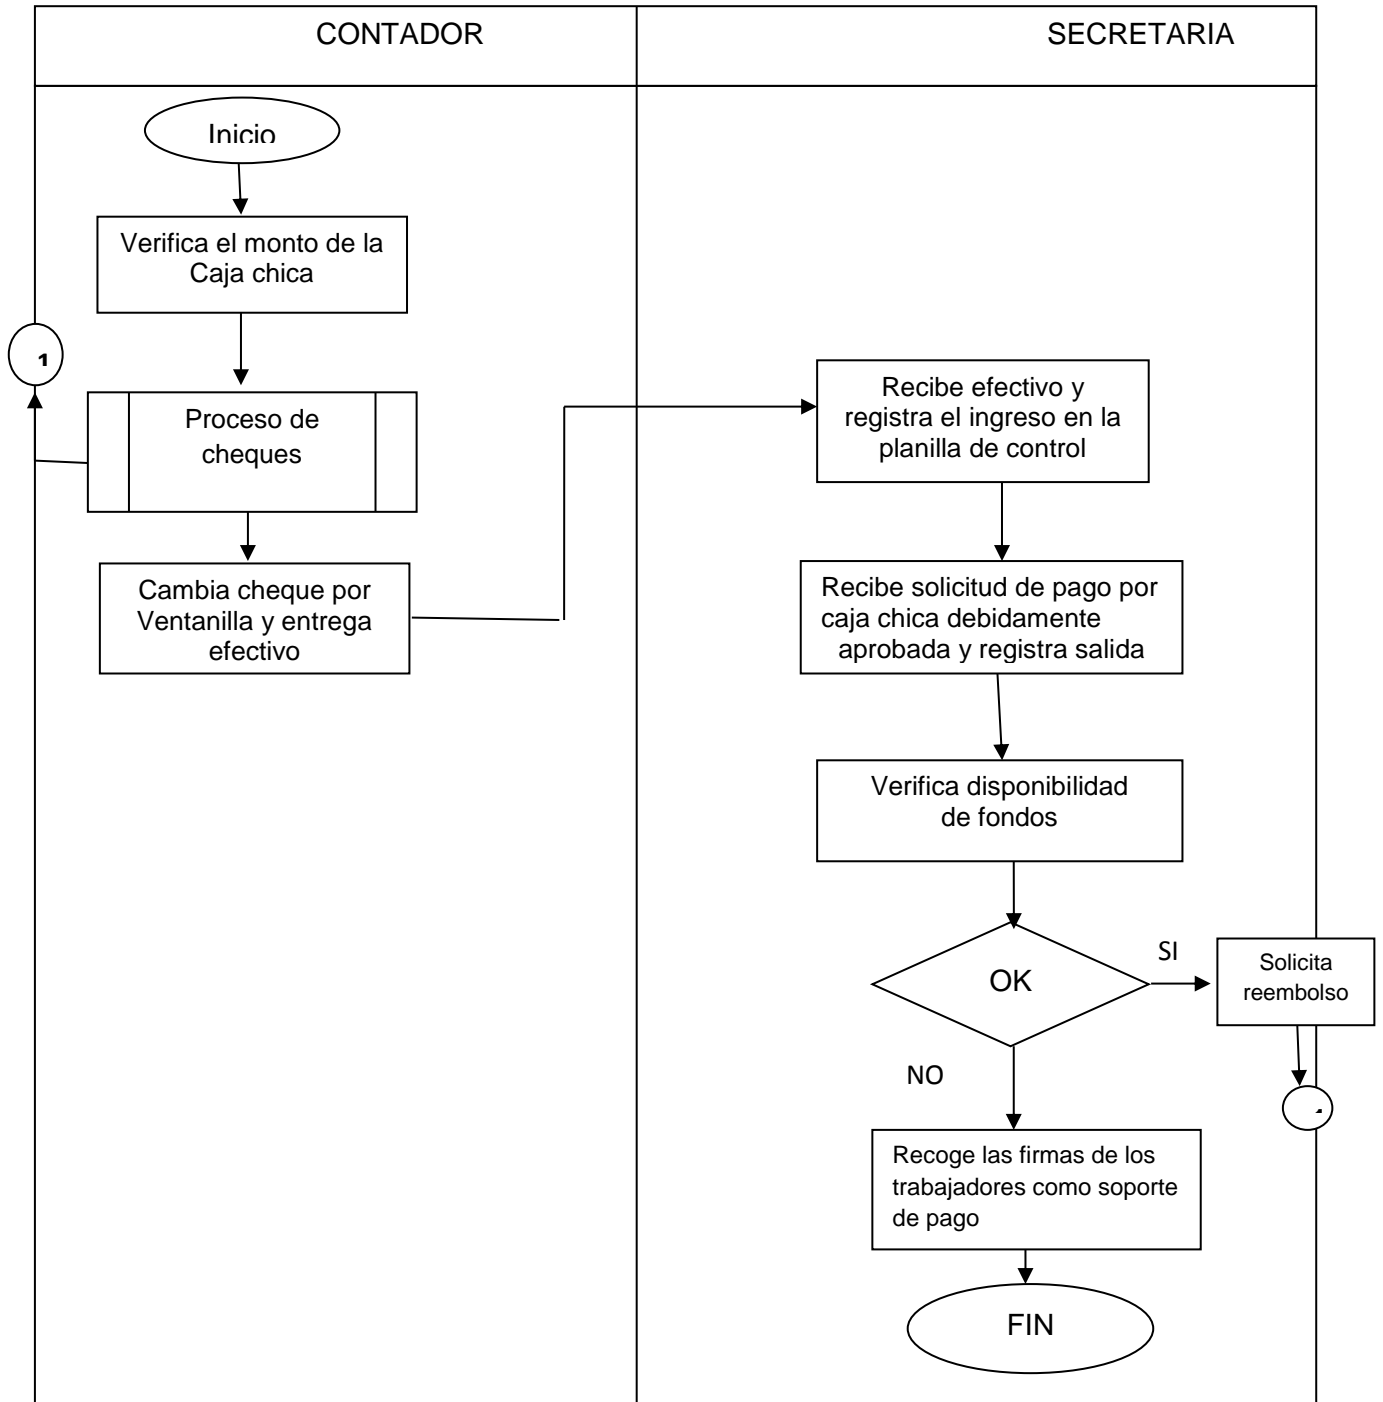 CONTADOR
SECRETARIA
Inicio
Verifica el monto de la
Caja chica
1
Proceso de
cheques
Cambia cheque por
Ventanilla y entrega
efectivo
Recibe efectivo y
registra el ingreso en la
planilla de control
Recibe solicitud de pago por
caja chica debidamente
aprobada y registra salida
Verifica disponibilidad
de fondos
OK
SI
Solicita
reembolso
NO
Recoge las firmas de los
trabajadores como soporte
de pago
FIN